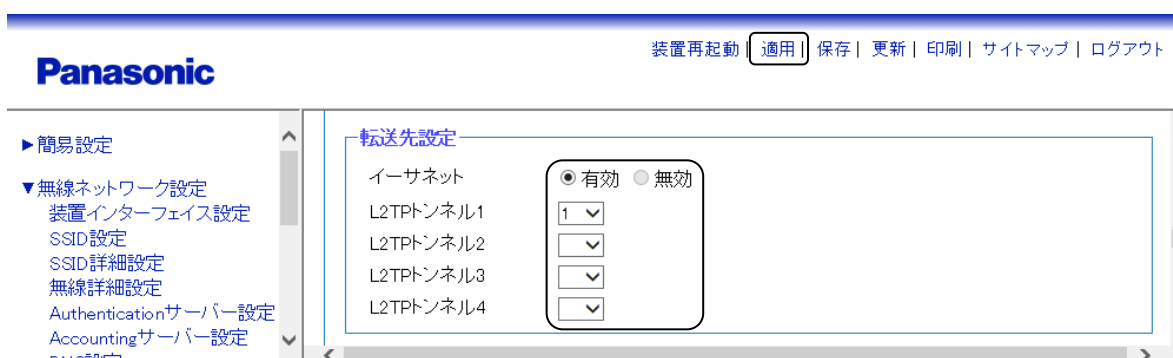 装置再起動 | 適用 | 保存 | 更新 | 印刷 | サイトマップ | ログアウト
Panasonic
▶簡易設定
▼無線ネットワーク設定
装置インターフェイス設定
SSID設定
SSID詳細設定
無線詳細設定
Authenticationサーバー設定
Accountingサーバー設定
転送先設定
イーサネット 有効 無効
L2TPトンネル1 1
L2TPトンネル2
L2TPトンネル3
L2TPトンネル4